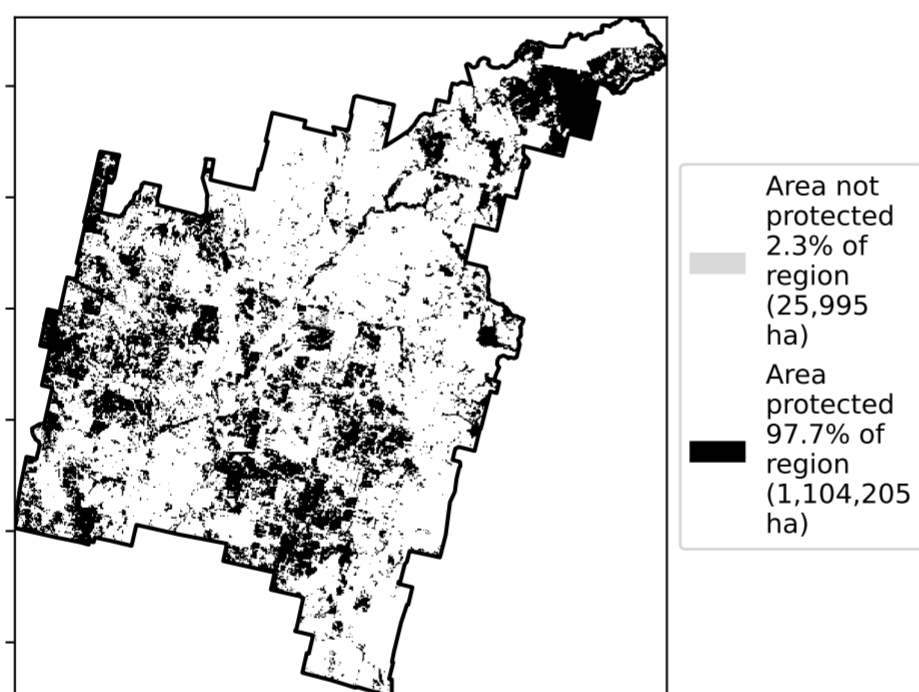 Area not
protected
2.3% of
region
(25,995
ha)
Area
protected
97.7% of
region
(1,104,205
ha)